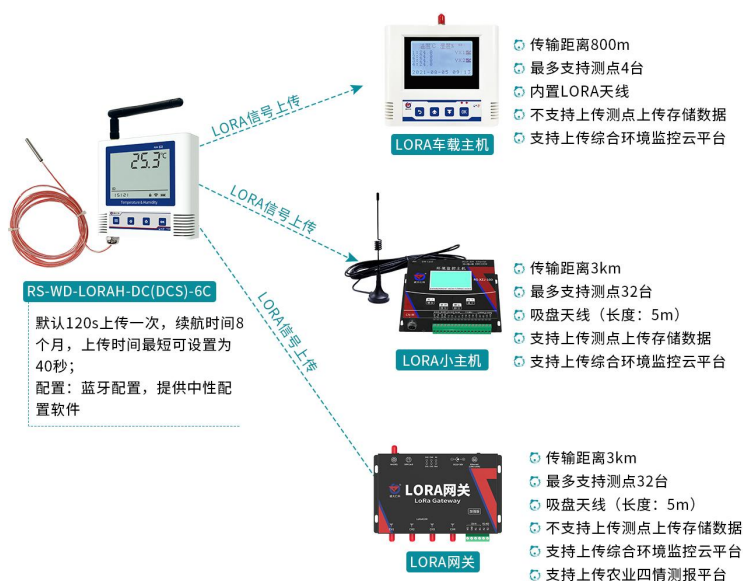 传输距离800m
最多支持测点4台
内置LORA天线
不支持上传测点上传存储数据
支持上传综合环境监控云平台
LORA车载主机
LORA信号上传
25.3℃
15:21
Temperature & Humidity
LORA信号上传
RS-WD-LORAH-DC(DCS)-6C
默认120s上传一次，续航时间8
个月，上传时间最短可设置为
40秒；
配置：蓝牙配置，提供中性配
置软件
传输距离3km
最多支持测点32台
吸盘天线（长度：5m）
支持上传测点上传存储数据
支持上传综合环境监控云平台
环境监控主机
LORA小主机
LORA信号上传
传输距离3km
最多支持测点32台
吸盘天线（长度：5m）
不支持上传测点上传存储数据
支持上传综合环境监控云平台
支持上传农业四情测报平台
LORA网关
LoRa Gateway
LORA网关